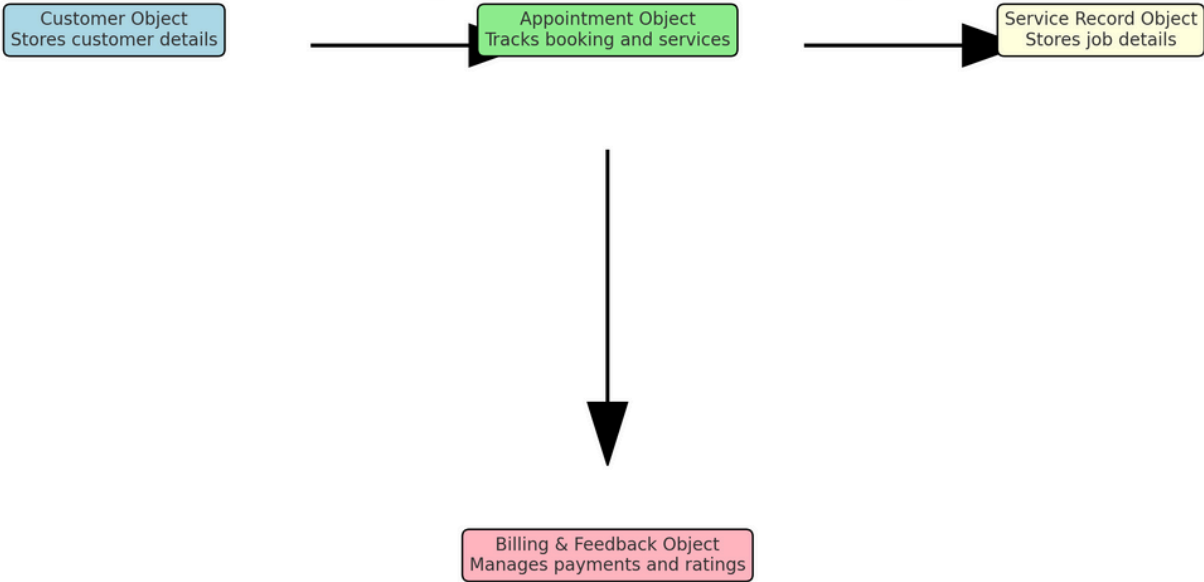 Customer Object
Stores customer details
Appointment Object
Tracks booking and services
Service Record Object
Stores job details
Billing & Feedback Object
Manages payments and ratings